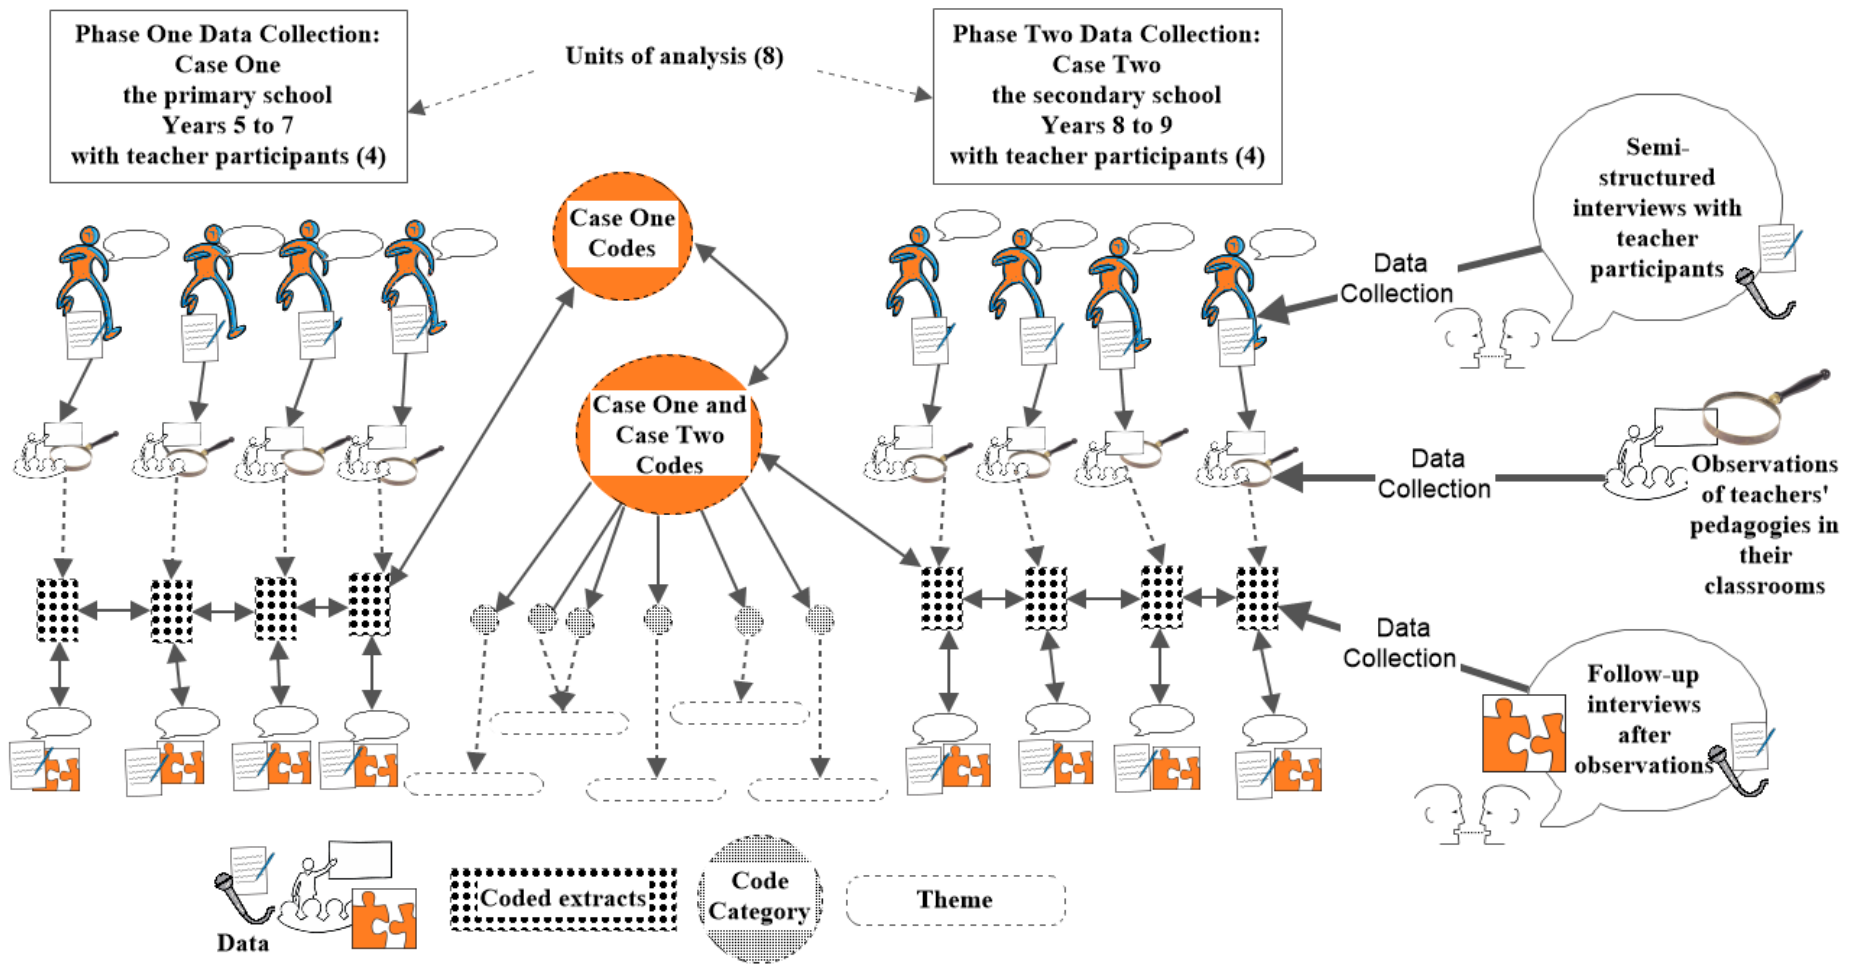 Phase One Data Collection:
Case One
the primary school
Years 5 to 7
with teacher participants (4)
Units of analysis (8)
Phase Two Data Collection:
Case Two
the secondary school
Years 8 to 9
with teacher participants (4)
Semi-
structured
interviews with
teacher
participants
Case One
Codes
Data
Collection
Case One and
Case Two
Codes
Data
Collection
Observations
of teachers'
pedagogies in
their
classrooms
Data
Collection
Follow-up
interviews
after
observations
Data
Coded extracts
Code
Category
Theme